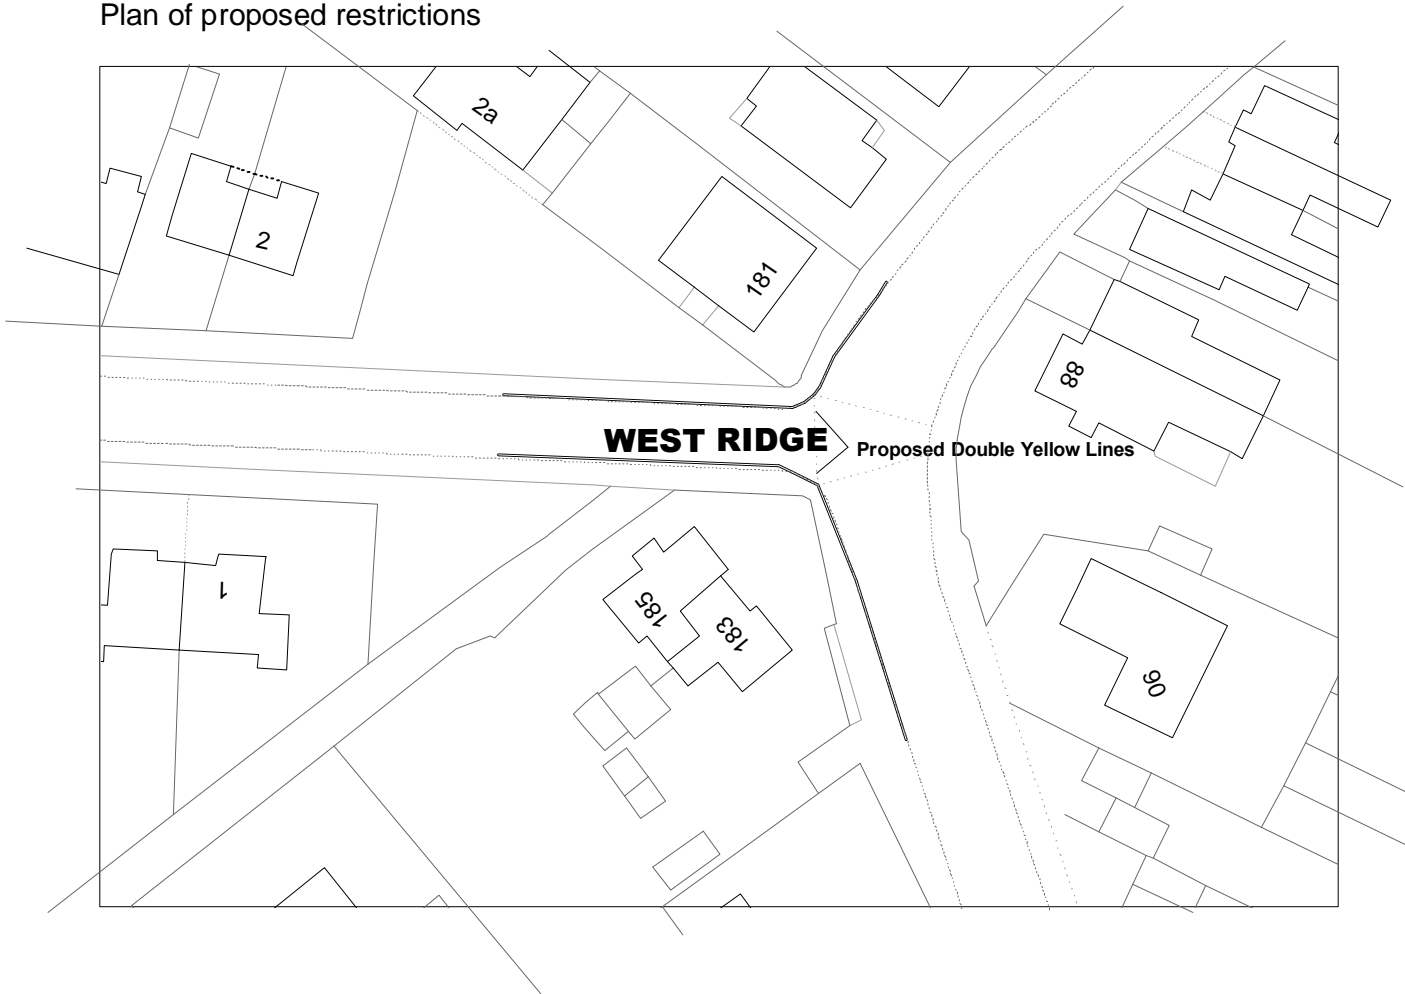 Plan of proposed restrictions
2a
2
181
88
WEST RIDGE
Proposed Double Yellow Lines
1
185
183
90